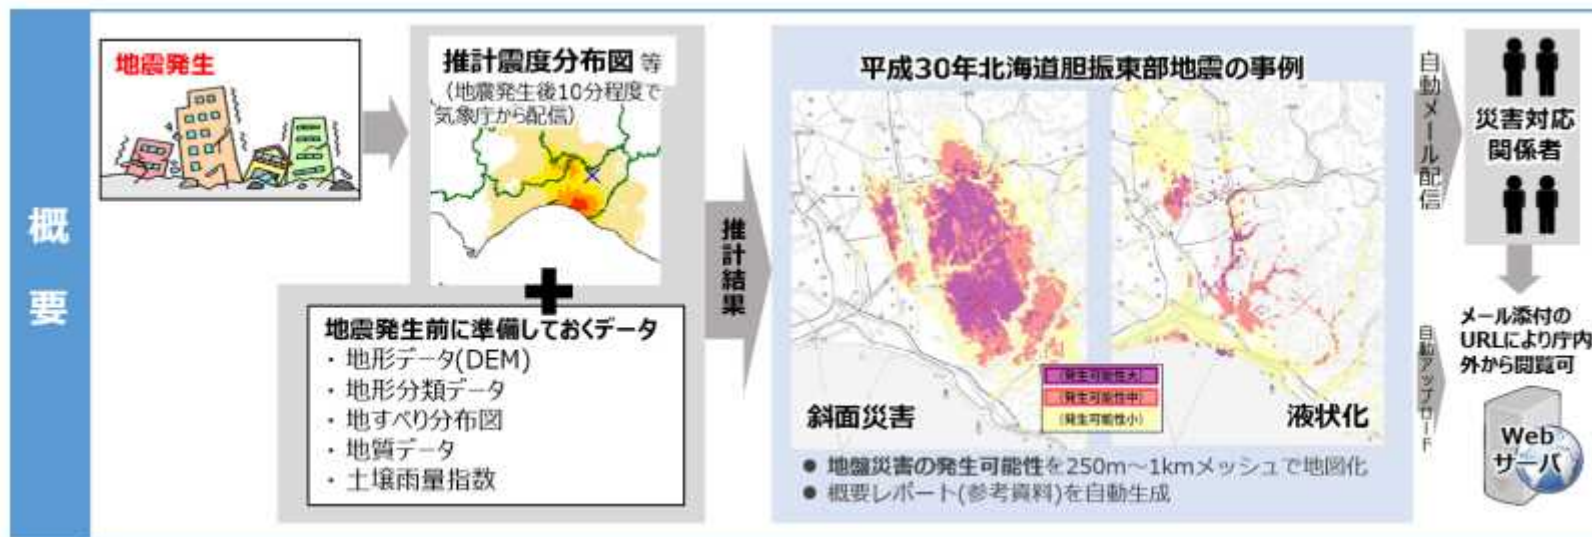 概要
地震発生
推計震度分布図 等
（地震発生後10分程度で
気象庁から配信）
地震発生前に準備しておくデータ
・ 地形データ(DEM)
・ 地形分類データ
・ 地すべり分布図
・ 地質データ
・ 土壌雨量指数
推計結果
平成30年北海道胆振東部地震の事例
（発生可能性大）
（発生可能性中）
（発生可能性小）
斜面災害
液状化
● 地盤災害の発生可能性を250m～1kmメッシュで地図化
● 概要レポート(参考資料)を自動生成
自動メール配信
災害対応
関係者
自動アップロード
メール添付の
URLにより庁内
外から閲覧可
Web
サーバ